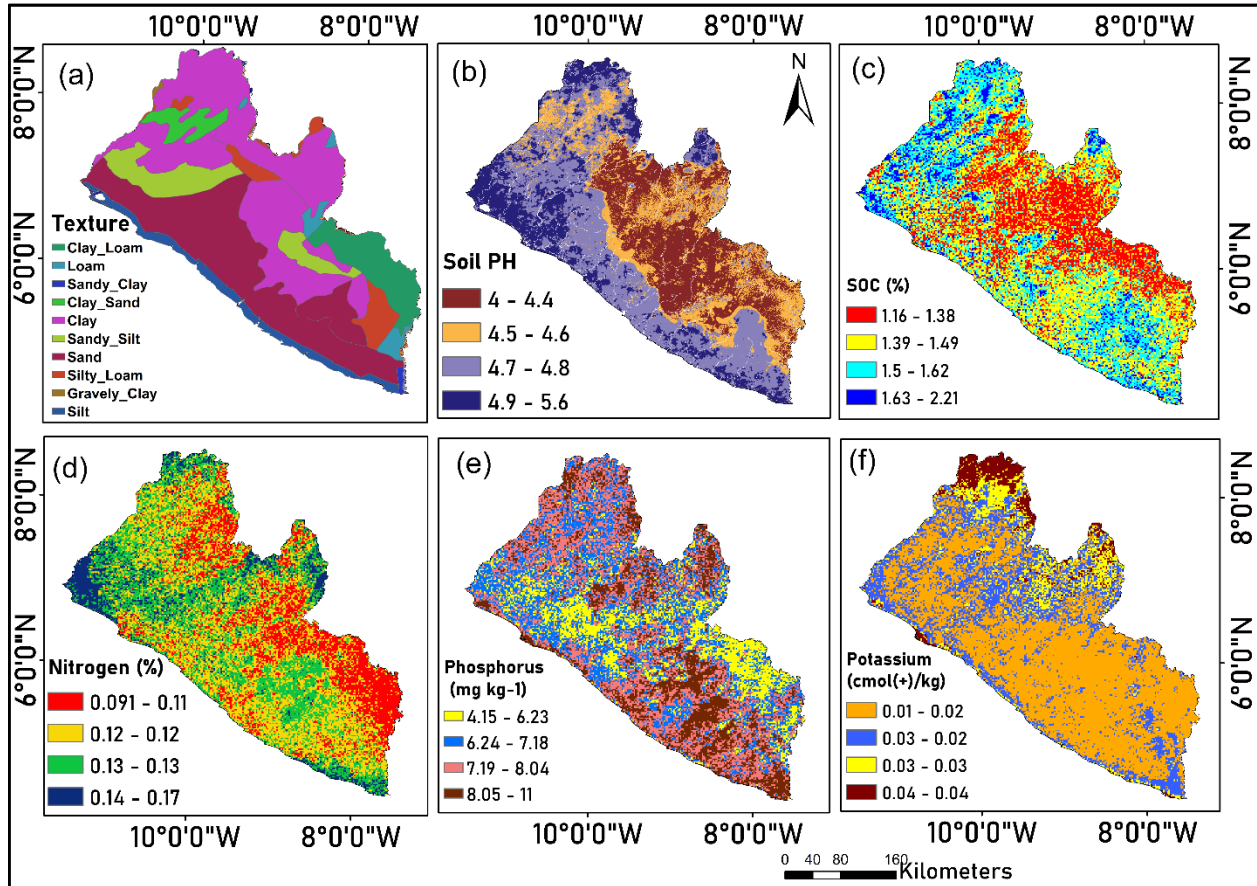 10°0'0"W 8°0'0"W 10°0'0"W 8°0'0"W 10°0'0"W 8°0'0"W
(a)
8°0'0"N
6°0'0"N
Texture
Clay_Loam
Loam
Sandy_Clay
Clay_Sand
Clay
Sandy_Silt
Sand
Silty_Loam
Gravely_Clay
Silt
(b)
N
Soil PH
4 - 4.4
4.5 - 4.6
4.7 - 4.8
4.9 - 5.6
(c)
8°0'0"N
6°0'0"N
SOC (%)
1.16 - 1.38
1.39 - 1.49
1.5 - 1.62
1.63 - 2.21
(d)
8°0'0"N
6°0'0"N
Nitrogen (%)
0.091 - 0.11
0.12 - 0.12
0.13 - 0.13
0.14 - 0.17
(e)
Phosphorus
(mg kg-1)
4.15 - 6.23
6.24 - 7.18
7.19 - 8.04
8.05 - 11
(f)
8°0'0"N
6°0'0"N
Potassium
(cmol(+)/kg)
0.01 - 0.02
0.03 - 0.02
0.03 - 0.03
0.04 - 0.04
10°0'0"W 8°0'0"W 10°0'0"W 8°0'0"W 10°0'0"W 8°0'0"W
0 40 80 160
Kilometers